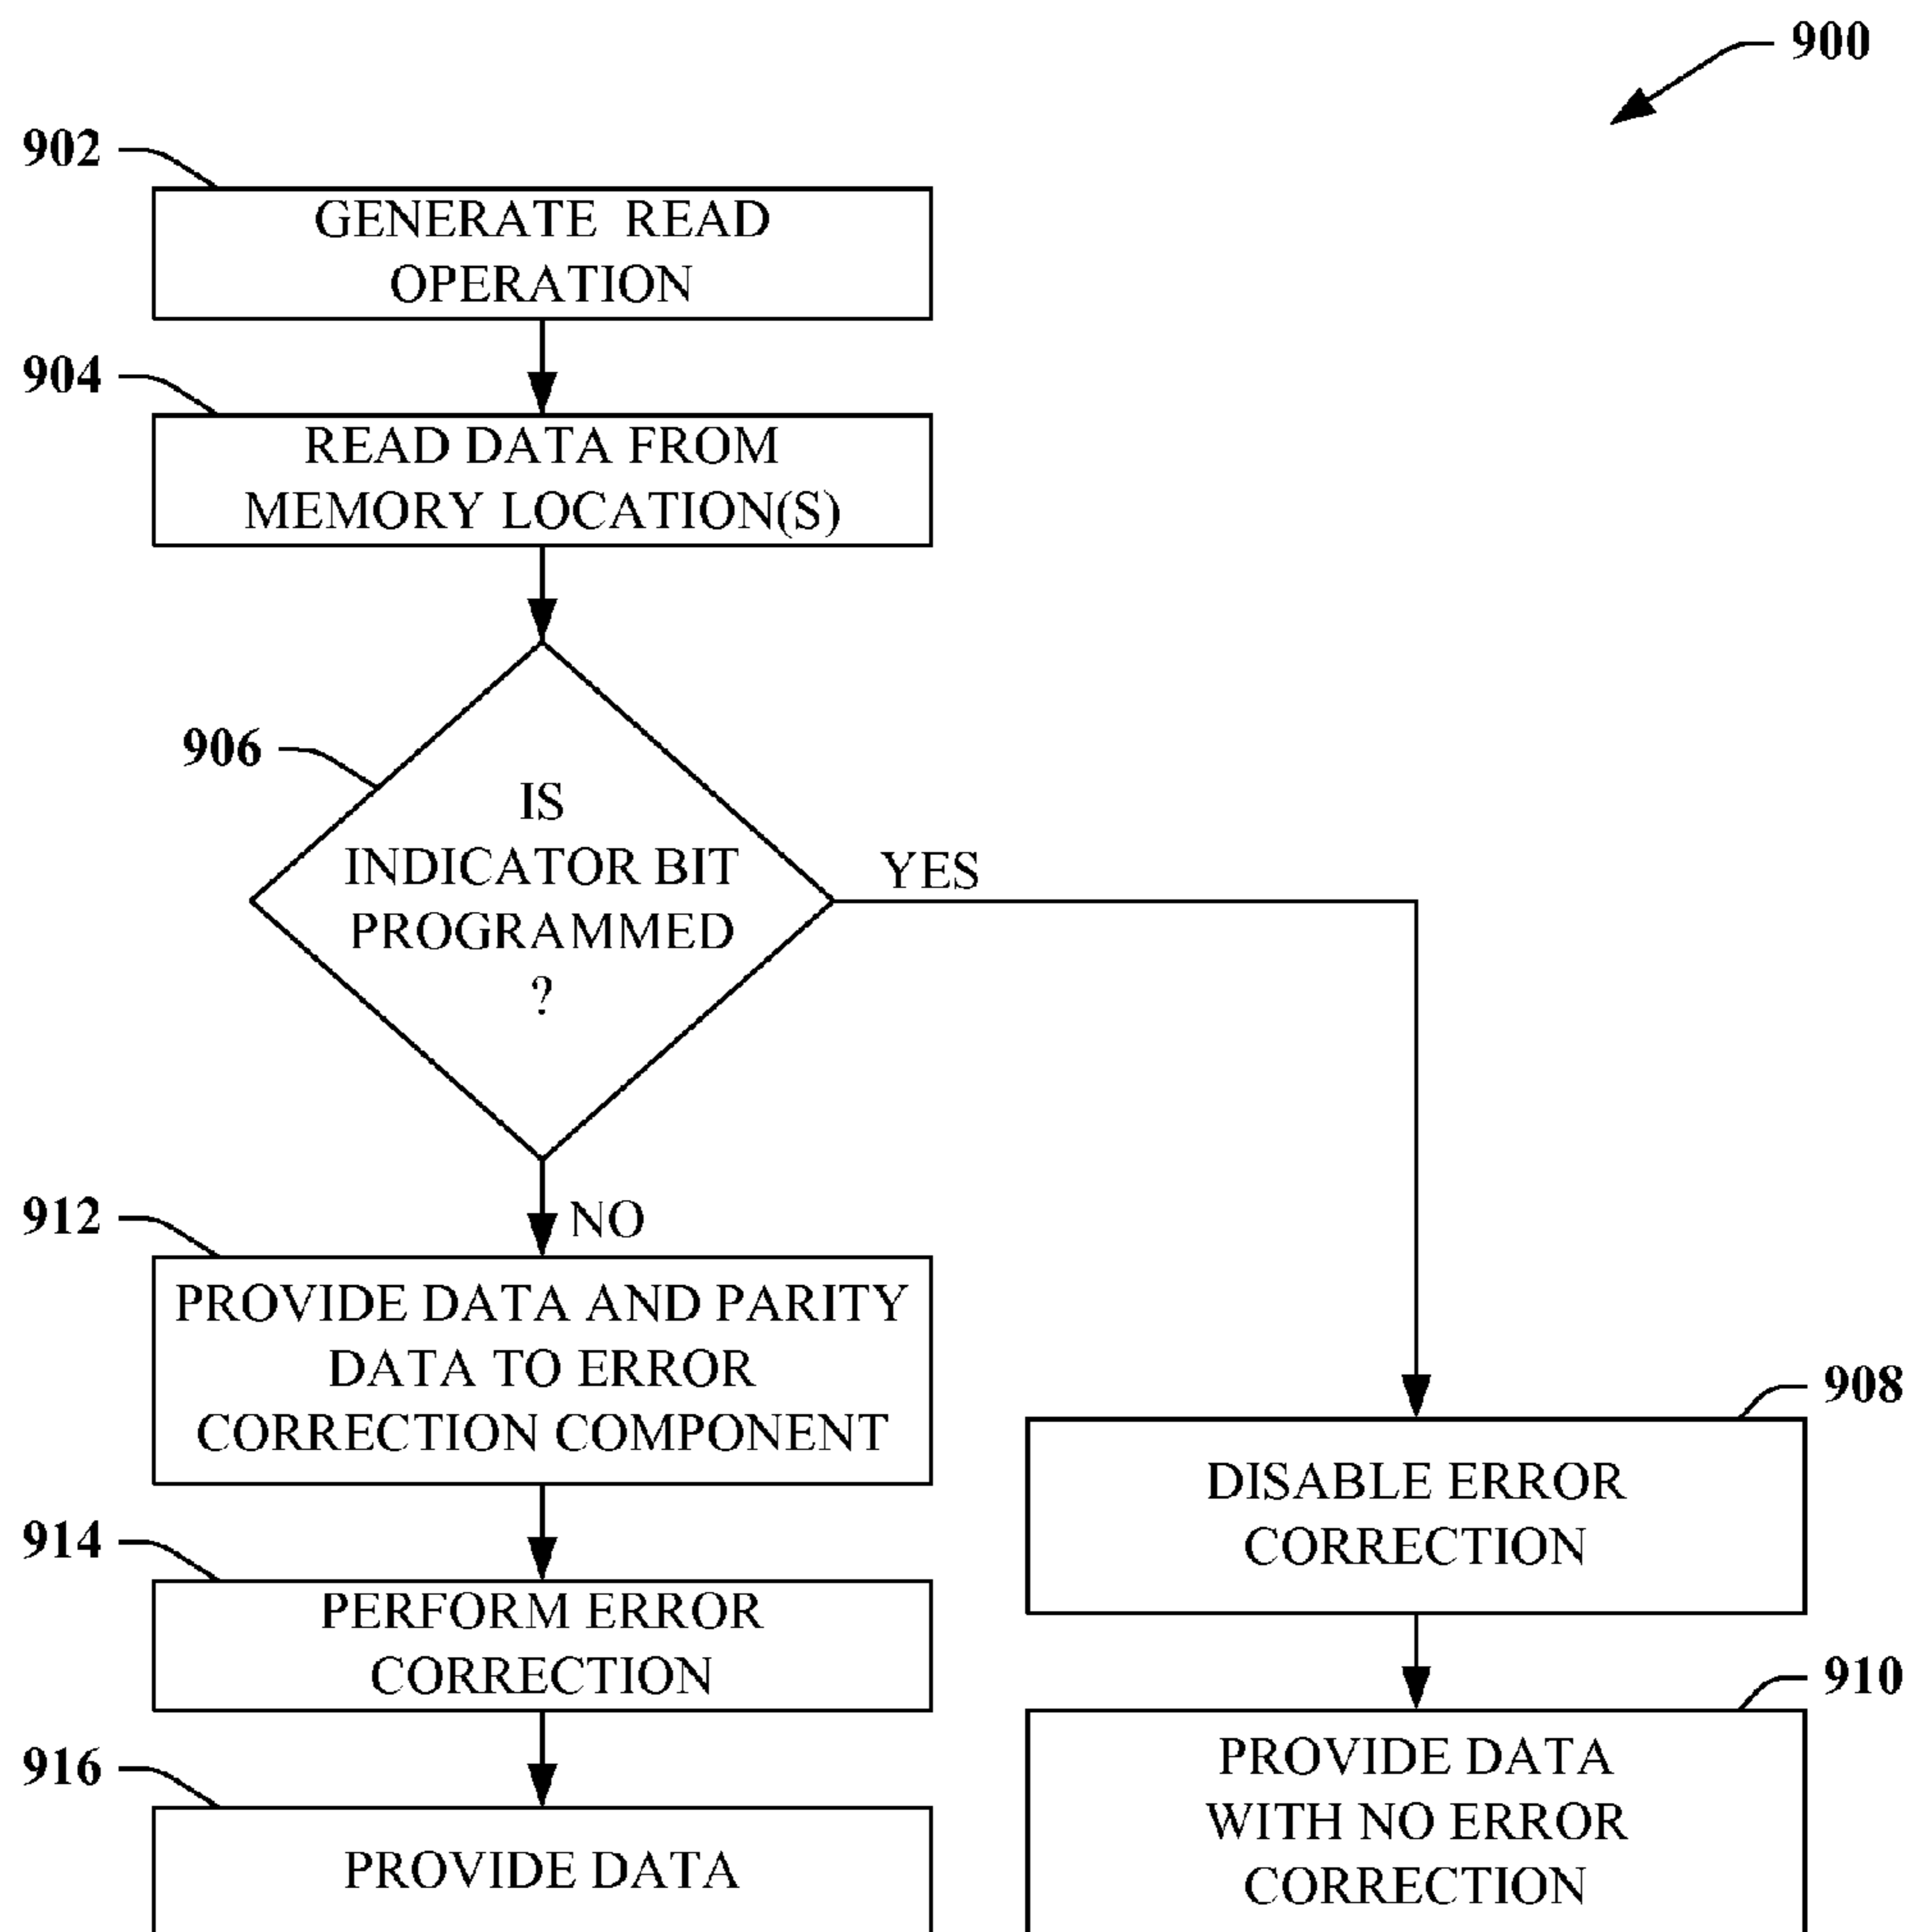 900
902
GENERATE READ
OPERATION
904
READ DATA FROM
MEMORY LOCATION(S)
906
IS
INDICATOR BIT
PROGRAMMED
?
YES
NO
912
PROVIDE DATA AND PARITY
DATA TO ERROR
CORRECTION COMPONENT
908
DISABLE ERROR
CORRECTION
914
PERFORM ERROR
CORRECTION
910
PROVIDE DATA
WITH NO ERROR
CORRECTION
916
PROVIDE DATA